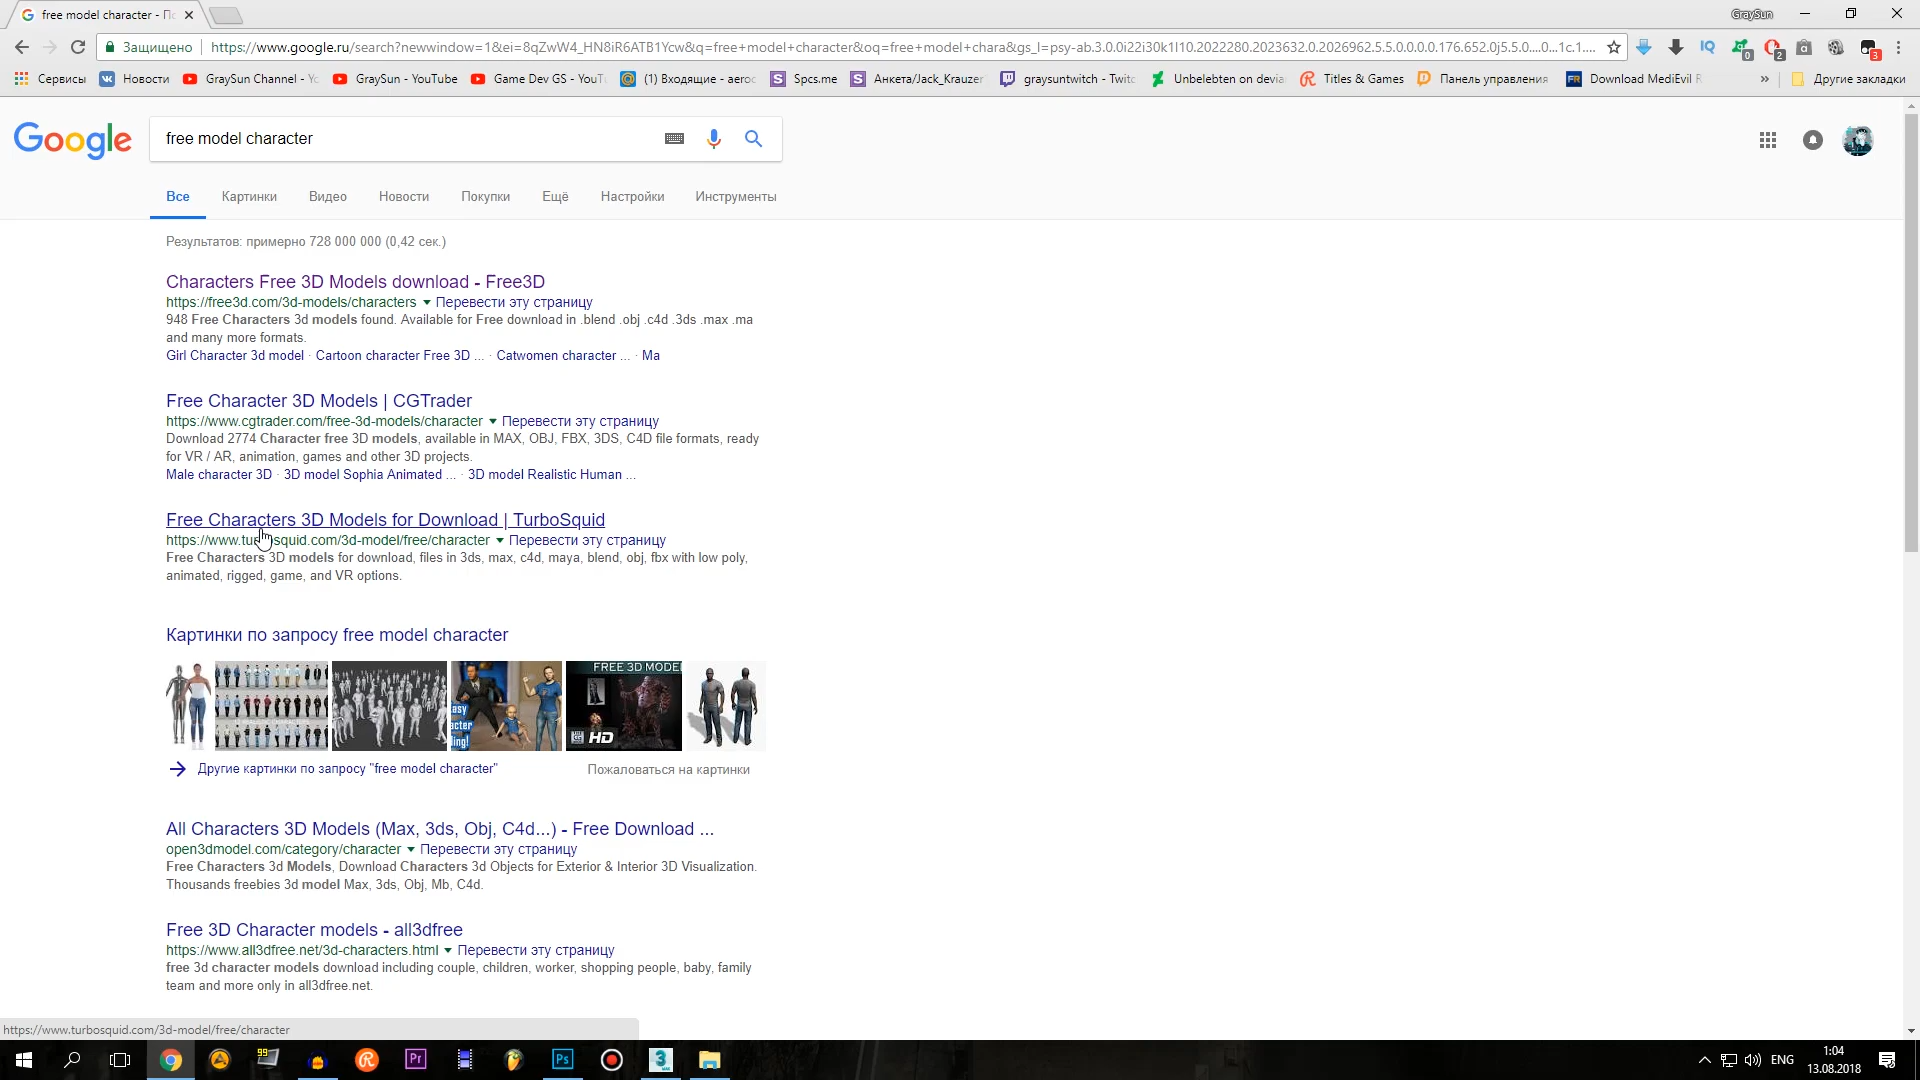 free model character - По
GraySun
Защищено
https://www.google.ru/search?newwindow=1&ei=8qZwW4_HN8iR6ATB1Ycw&q=free+model+character&oq=free+model+chara&gs_l=psy-ab.3.0.0i22i30k1l10.2022280.2023632.0.2026962.5.5.0.0.0.0.176.652.0j5.5.0....0...1c.1....
0
2
3
Сервисы
Новости
GraySun Channel - Yo
GraySun - YouTube
Game Dev GS - YouT
(1) Входящие - aeroc
Spcs.me
Анкета/Jack_Krauzer
graysuntwitch - Twitc
Unbelebten on devia
Titles & Games
Панель управления
Download MediEvil R
»
Другие закладки
Google
free model character
Все
Картинки
Видео
Новости
Покупки
Ещё
Настройки
Инструменты
Результатов: примерно 728 000 000 (0,42 сек.)
Characters Free 3D Models download - Free3D
https://free3d.com/3d-models/characters ▼ Перевести эту страницу
948 Free Characters 3d models found. Available for Free download in .blend .obj .c4d .3ds .max .ma
and many more formats.
Girl Character 3d model · Cartoon character Free 3D ... · Catwomen character ... · Ma
Free Character 3D Models | CGTrader
https://www.cgtrader.com/free-3d-models/character ▼ Перевести эту страницу
Download 2774 Character free 3D models, available in MAX, OBJ, FBX, 3DS, C4D file formats, ready
for VR / AR, animation, games and other 3D projects.
Male character 3D · 3D model Sophia Animated ... · 3D model Realistic Human ...
Free Characters 3D Models for Download | TurboSquid
https://www.turbosquid.com/3d-model/free/character ▼ Перевести эту страницу
Free Characters 3D models for download, files in 3ds, max, c4d, maya, blend, obj, fbx with low poly,
animated, rigged, game, and VR options.
Картинки по запросу free model character
FREE 3D MODEL
asy
acter
ling!
HD
Другие картинки по запросу "free model character"
Пожаловаться на картинки
All Characters 3D Models (Max, 3ds, Obj, C4d...) - Free Download ...
open3dmodel.com/category/character ▼ Перевести эту страницу
Free Characters 3d Models, Download Characters 3d Objects for Exterior & Interior 3D Visualization.
Thousands freebies 3d model Max, 3ds, Obj, Mb, C4d.
Free 3D Character models - all3dfree
https://www.all3dfree.net/3d-characters.html ▼ Перевести эту страницу
free 3d character models download including couple, children, worker, shopping people, baby, family
team and more only in all3dfree.net.
https://www.turbosquid.com/3d-model/free/character
99
Pr
Ps
3
ENG
1:04
13.08.2018